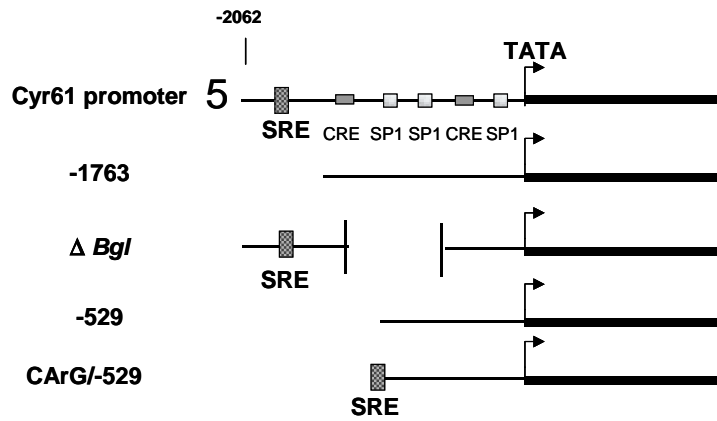 -2062
TATA
Cyr61 promoter 5
SRE CRE SP1 SP1 CRE SP1
-1763
Δ Bgl
SRE
-529
CArG/-529
SRE